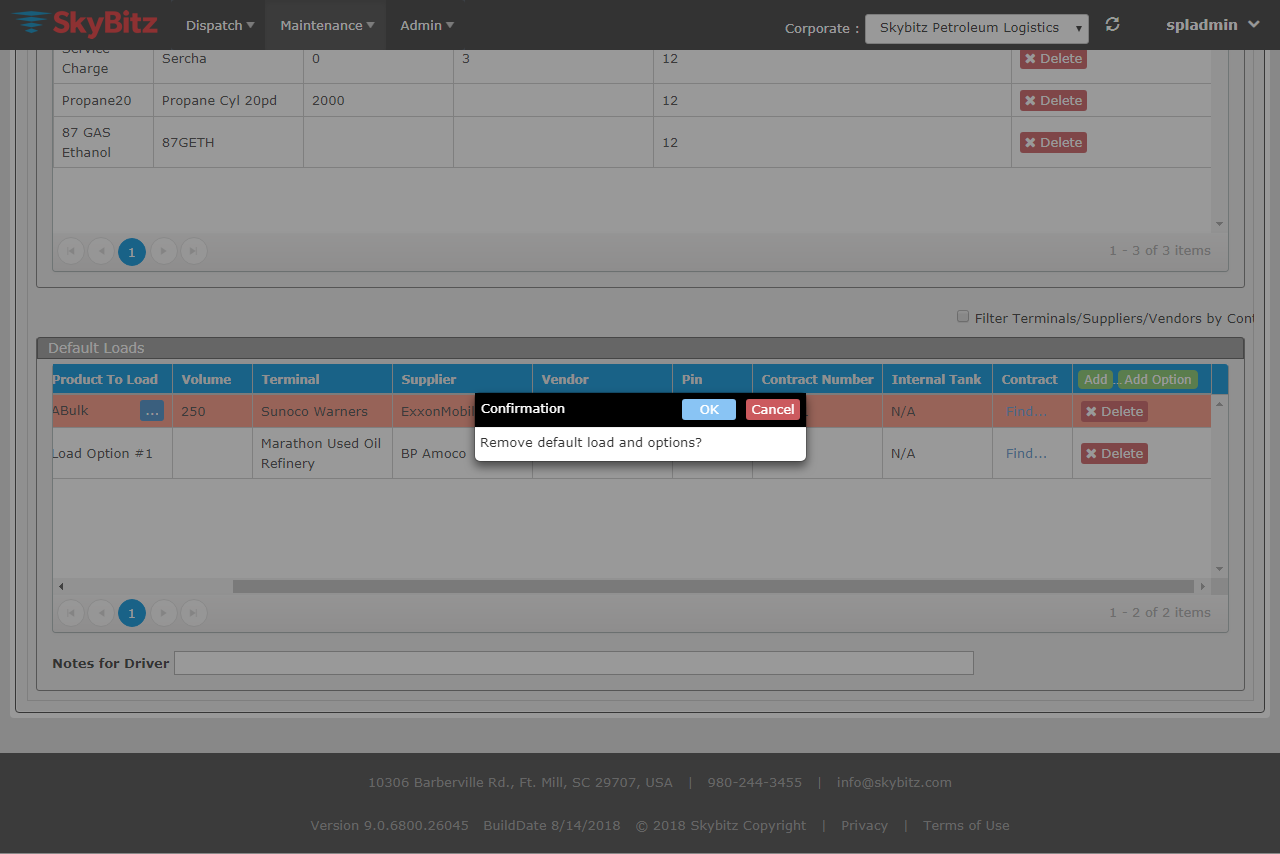 SkyBitz Dispatch Maintenance Admin Corporate : Skybitz Petroleum Logistics spladmin
Service Charge Sercha 0 3 12 Delete
Propane20 Propane Cyl 20pd 2000 12 Delete
87 GAS Ethanol 87GETH 12 Delete
1 1 - 3 of 3 items
Filter Terminals/Suppliers/Vendors by Cont
Default Loads
Product To Load Volume Terminal Supplier Vendor Pin Contract Number Internal Tank Contract Add Add Option
ABulk ... 250 Sunoco Warners ExxonMobil N/A Find... Delete
Confirmation OK Cancel
Remove default load and options?
Load Option #1 Marathon Used Oil Refinery BP Amoco N/A Find... Delete
1 1 - 2 of 2 items
Notes for Driver
10306 Barberville Rd., Ft. Mill, SC 29707, USA | 980-244-3455 | info@skybitz.com
Version 9.0.6800.26045 BuildDate 8/14/2018 © 2018 Skybitz Copyright | Privacy | Terms of Use